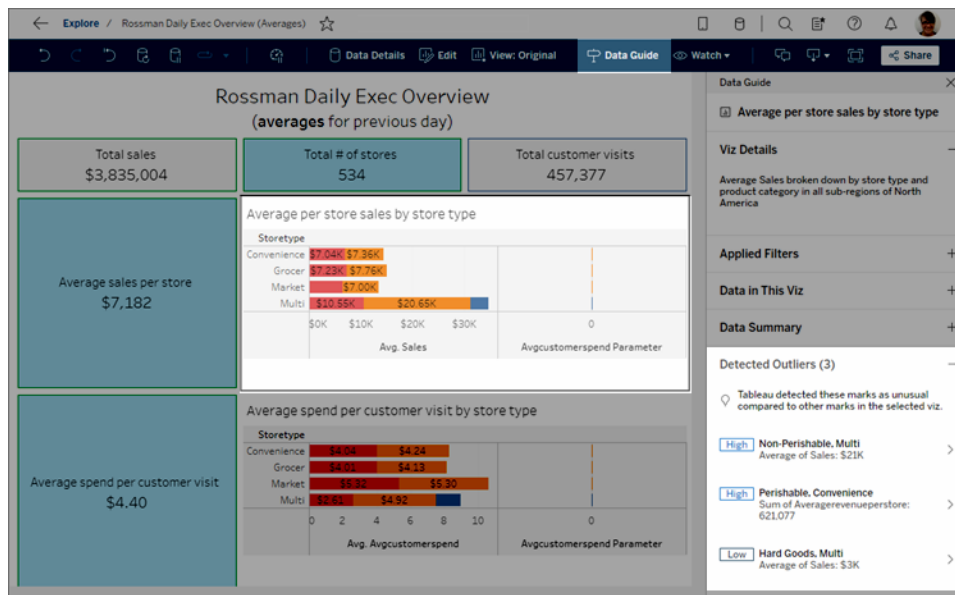 Explore / Rossman Daily Exec Overview (Averages)
Data Details Edit View: Original Data Guide Watch Share
Rossman Daily Exec Overview
(averages for previous day)
Total sales
$3,835,004
Total # of stores
534
Total customer visits
457,377
Average sales per store
$7,182
Average per store sales by store type
Storetype
Convenience $7.04K $7.36K
Grocer $7.23K $7.76K
Market $7.00K
Multi $10.55K $20.65K
$0K $10K $20K $30K 0
Avg. Sales Avgcustomerspend Parameter
Average spend per customer visit
$4.40
Average spend per customer visit by store type
Storetype
Convenience $4.04 $4.24
Grocer $4.01 $4.13
Market $5.32 $5.30
Multi $2.61 $4.92
0 2 4 6 8 10 0
Avg. Avgcustomerspend Avgcustomerspend Parameter
Data Guide
Average per store sales by store type
Viz Details
Average Sales broken down by store type and
product category in all sub-regions of North
America
Applied Filters
Data in This Viz
Data Summary
Detected Outliers (3)
Tableau detected these marks as unusual
compared to other marks in the selected viz.
High Non-Perishable, Multi
Average of Sales: $21K
High Perishable, Convenience
Sum of Averagerevenueperstore:
621,077
Low Hard Goods, Multi
Average of Sales: $3K